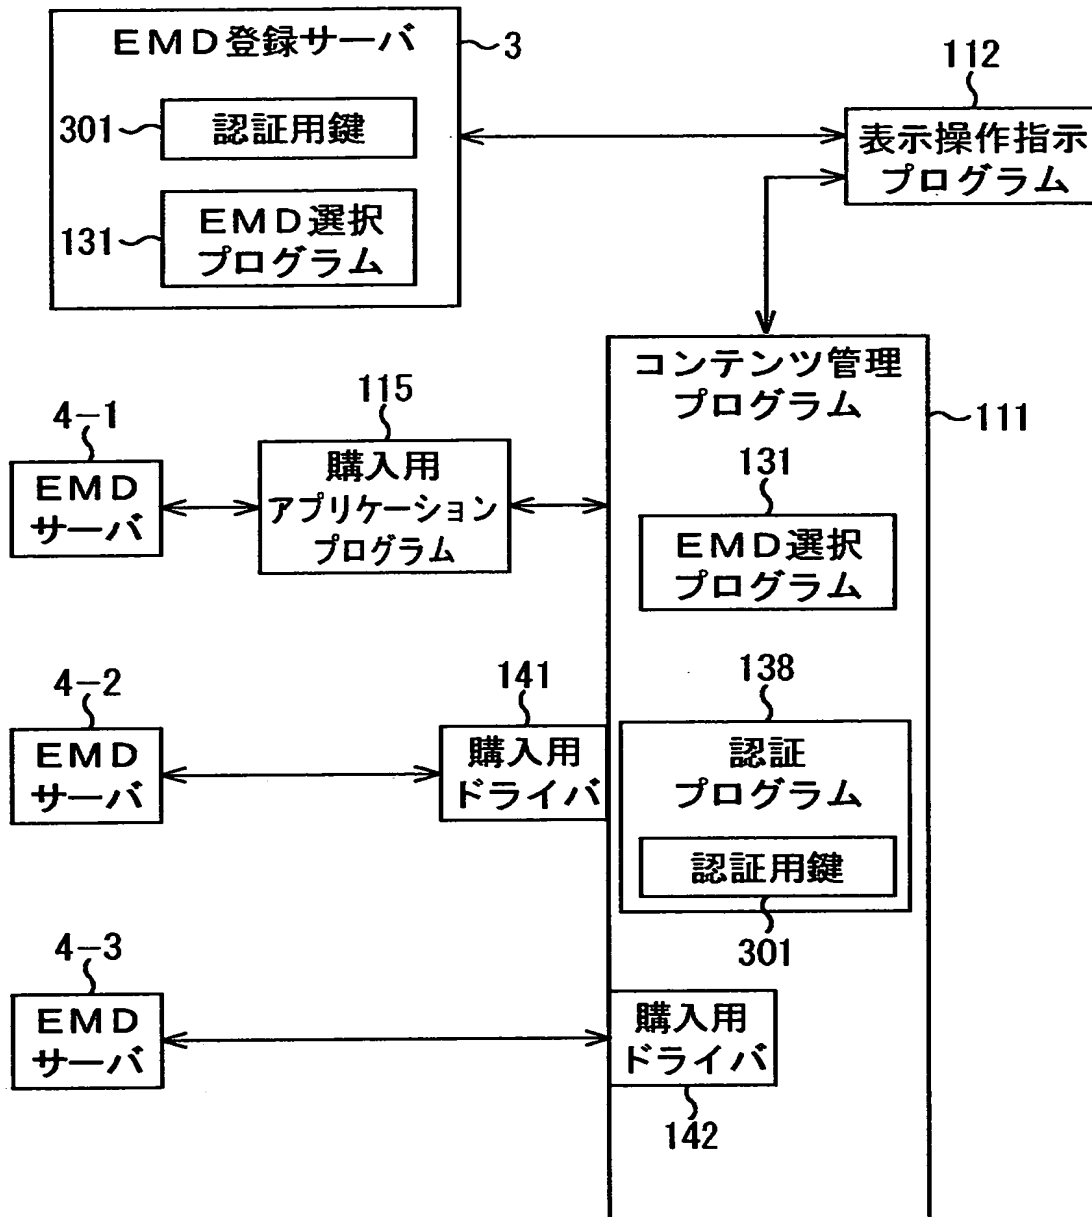 EMD登録サーバ
3
301
認証用鍵
131
EMD選択
プログラム
112
表示操作指示
プログラム
コンテンツ管理
プログラム
111
4-1
EMD
サーバ
115
購入用
アプリケーション
プログラム
131
EMD選択
プログラム
4-2
EMD
サーバ
141
購入用
ドライバ
138
認証
プログラム
認証用鍵
301
4-3
EMD
サーバ
購入用
ドライバ
142